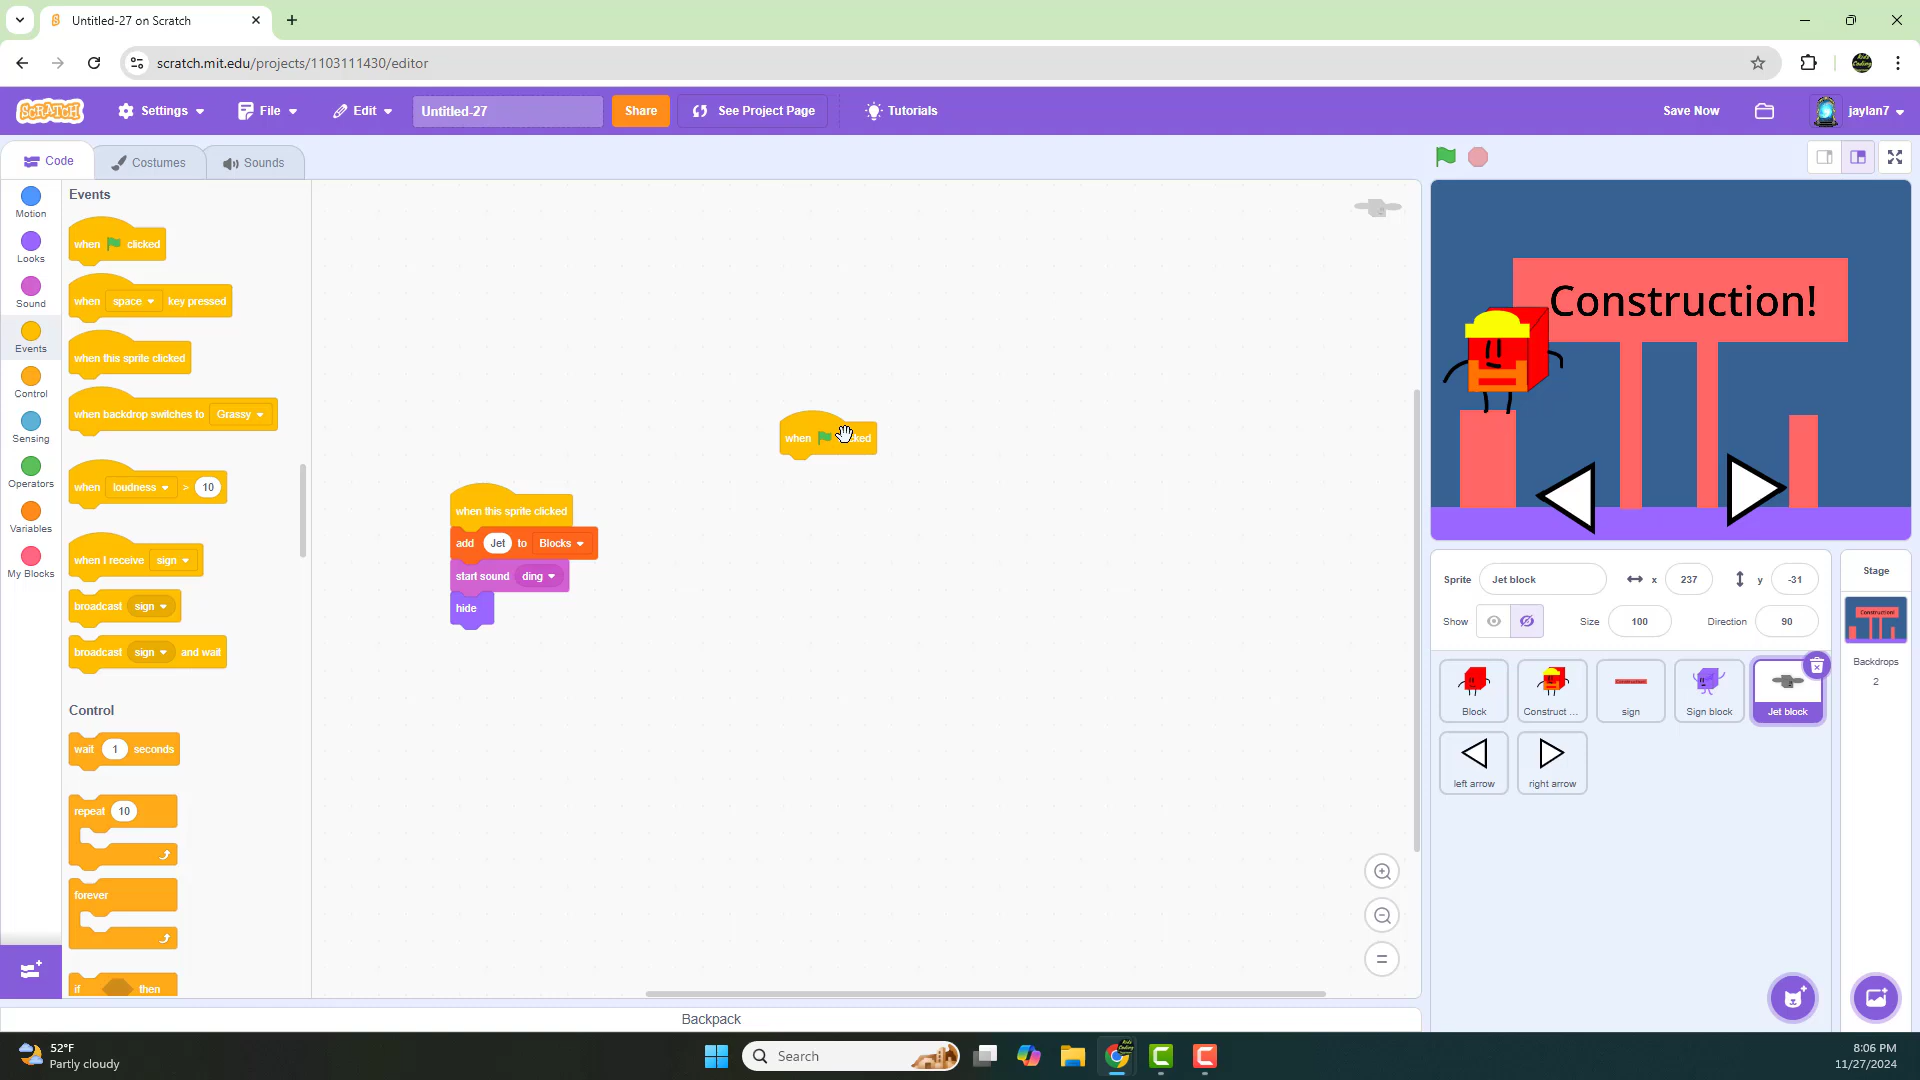 Untitled-27 on Scratch
scratch.mit.edu/projects/1103111430/editor
SCRATCH
Settings
File
Edit
Untitled-27
Share
See Project Page
Tutorials
Save Now
jaylan7
Code
Costumes
Sounds
Motion
Looks
Sound
Events
Control
Sensing
Operators
Variables
My Blocks
Events
when clicked
when space key pressed
when this sprite clicked
when backdrop switches to Grassy
when loudness > 10
when I receive sign
broadcast sign
broadcast sign and wait
Control
wait 1 seconds
repeat 10
forever
if then
when
when this sprite clicked
add Jet to Blocks
start sound ding
hide
Construction!
Sprite Jet block x 237 y -31
Show Size 100 Direction 90
Block
Construct ...
sign
Sign block
Jet block
left arrow
right arrow
Stage
Backdrops
2
Backpack
52°F
Partly cloudy
Search
8:06 PM
11/27/2024